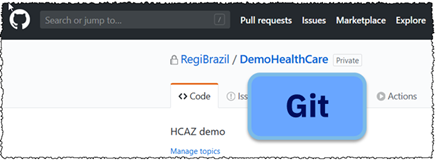 Search or jump to... / Pull requests Issues Marketplace Explore
RegiBrazil / DemoHealthCare Private
Code Iss Actions
Git
HCAZ demo
Manage topics